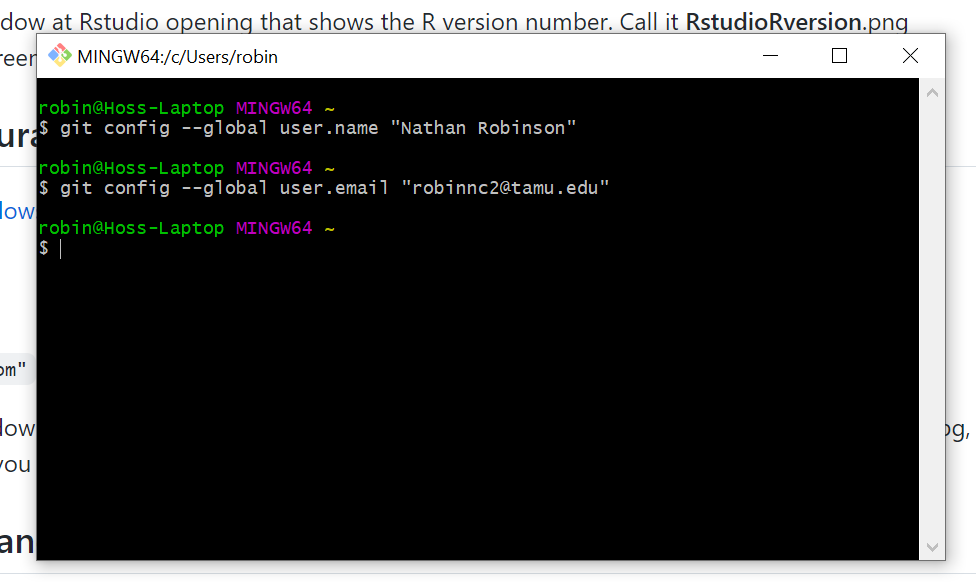 dow at Rstudio opening that shows the R version number. Call it RstudioRversion.png
reen
MINGW64:/c/Users/robin
robin@Hoss-Laptop MINGW64 ~
$ git config --global user.name "Nathan Robinson"
robin@Hoss-Laptop MINGW64 ~
$ git config --global user.email "robinnc2@tamu.edu"
robin@Hoss-Laptop MINGW64 ~
$
ura
low
om"
low
og,
you
an